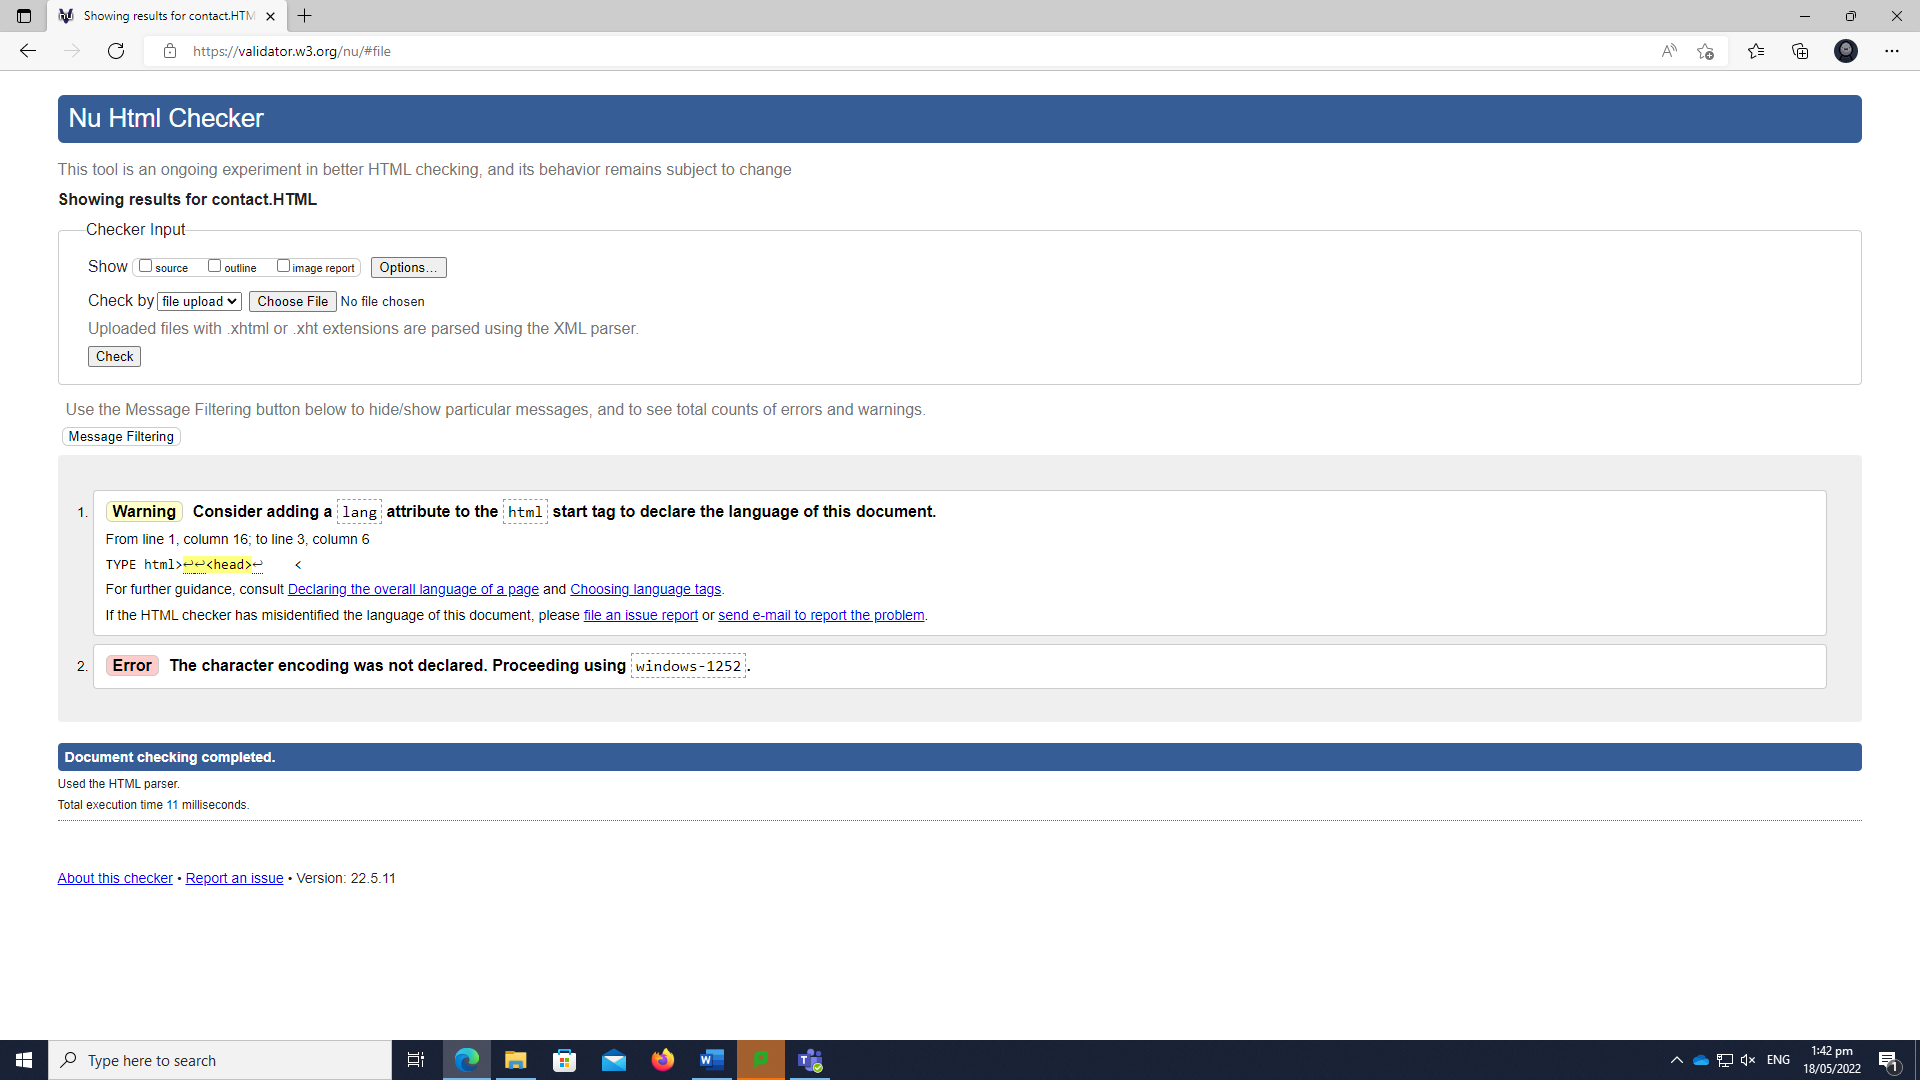 Showing results for contact.HTM
https://validator.w3.org/nu/#file
Nu Html Checker
This tool is an ongoing experiment in better HTML checking, and its behavior remains subject to change
Showing results for contact.HTML
Checker Input
Show source outline image report Options...
Check by file upload Choose File No file chosen
Uploaded files with .xhtml or .xht extensions are parsed using the XML parser.
Check
Use the Message Filtering button below to hide/show particular messages, and to see total counts of errors and warnings.
Message Filtering
1. Warning Consider adding a lang attribute to the html start tag to declare the language of this document.
From line 1, column 16; to line 3, column 6
TYPE html>↩↩<head>↩ <
For further guidance, consult Declaring the overall language of a page and Choosing language tags.
If the HTML checker has misidentified the language of this document, please file an issue report or send e-mail to report the problem.
2. Error The character encoding was not declared. Proceeding using windows-1252.
Document checking completed.
Used the HTML parser.
Total execution time 11 milliseconds.
About this checker • Report an issue • Version: 22.5.11
Type here to search
ENG
1:42 pm
18/05/2022
1